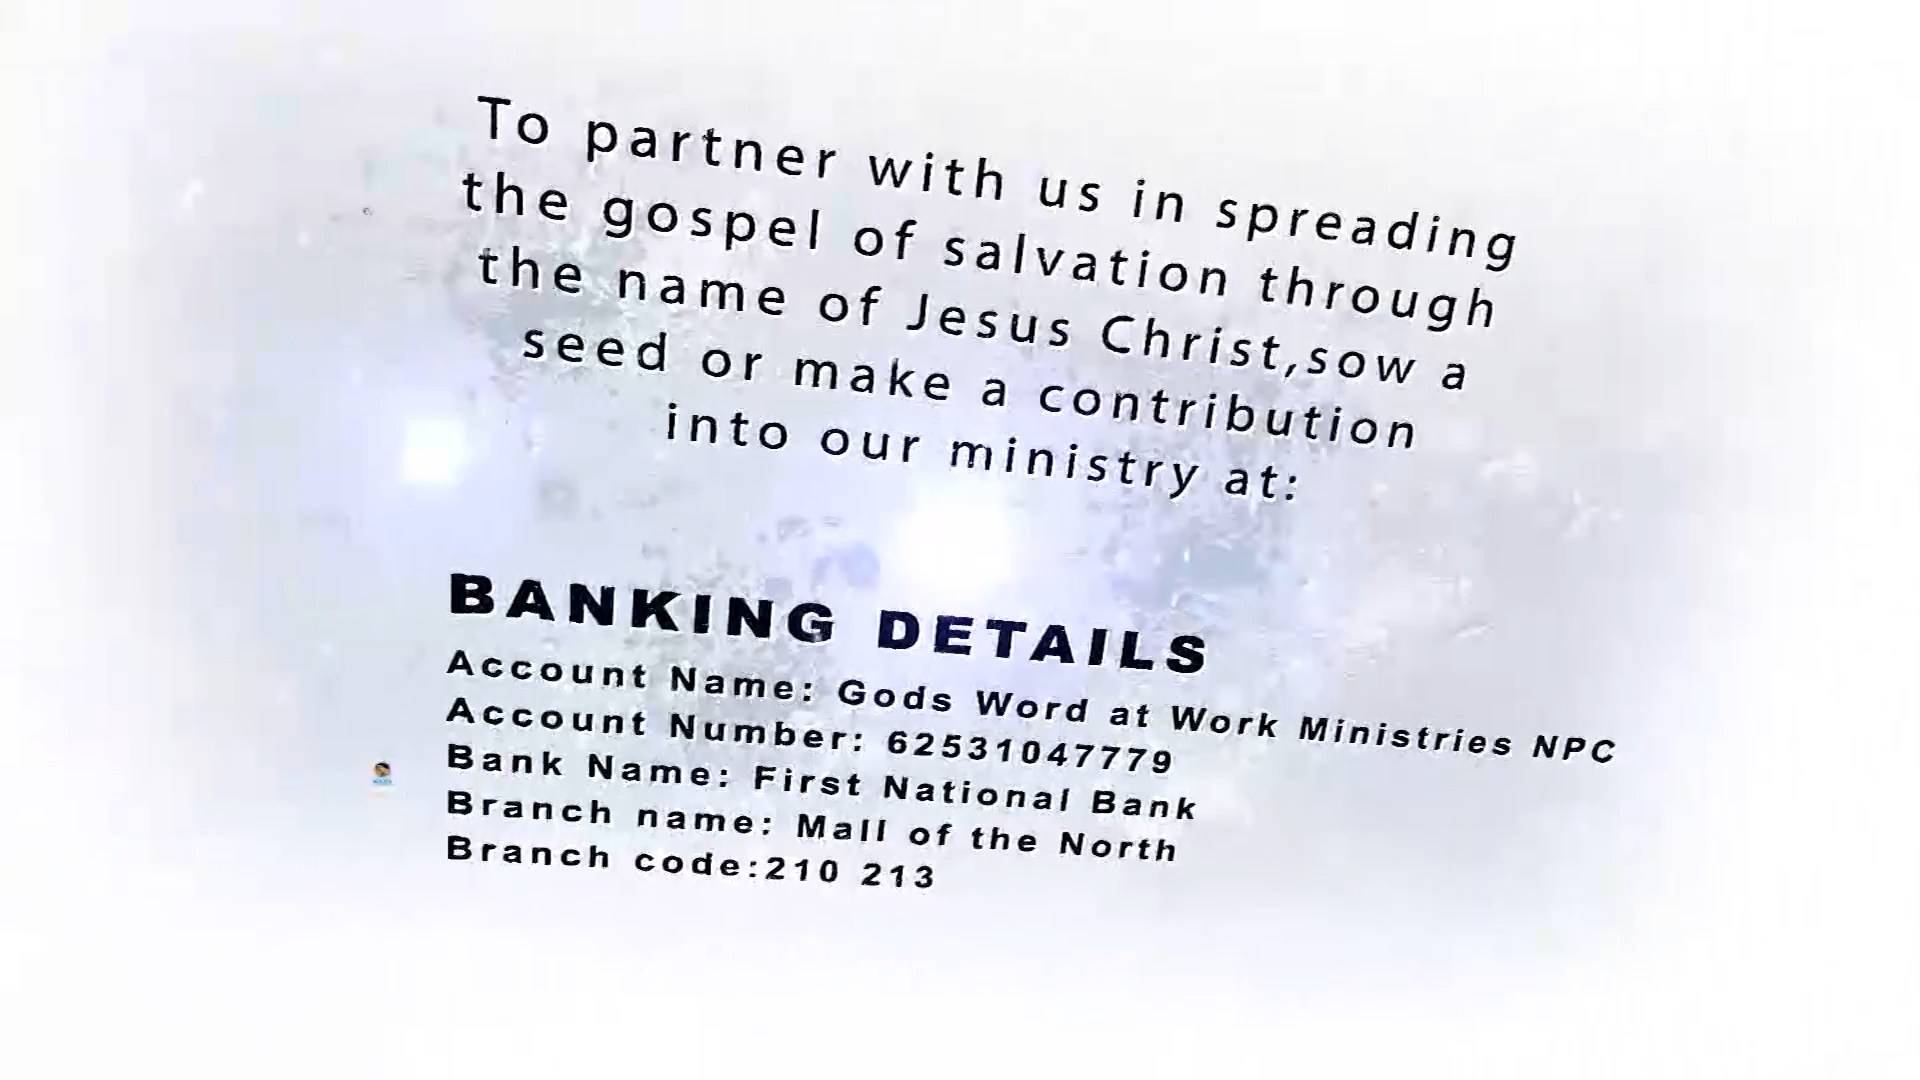 To partner with us in spreading
the gospel of salvation through
the name of Jesus Christ,sow a
seed or make a contribution
into our ministry at:
BANKING DETAILS
Account Name: Gods Word at Work Ministries NPC
Account Number: 62531047779
Bank Name: First National Bank
Branch name: Mall of the North
Branch code:210 213